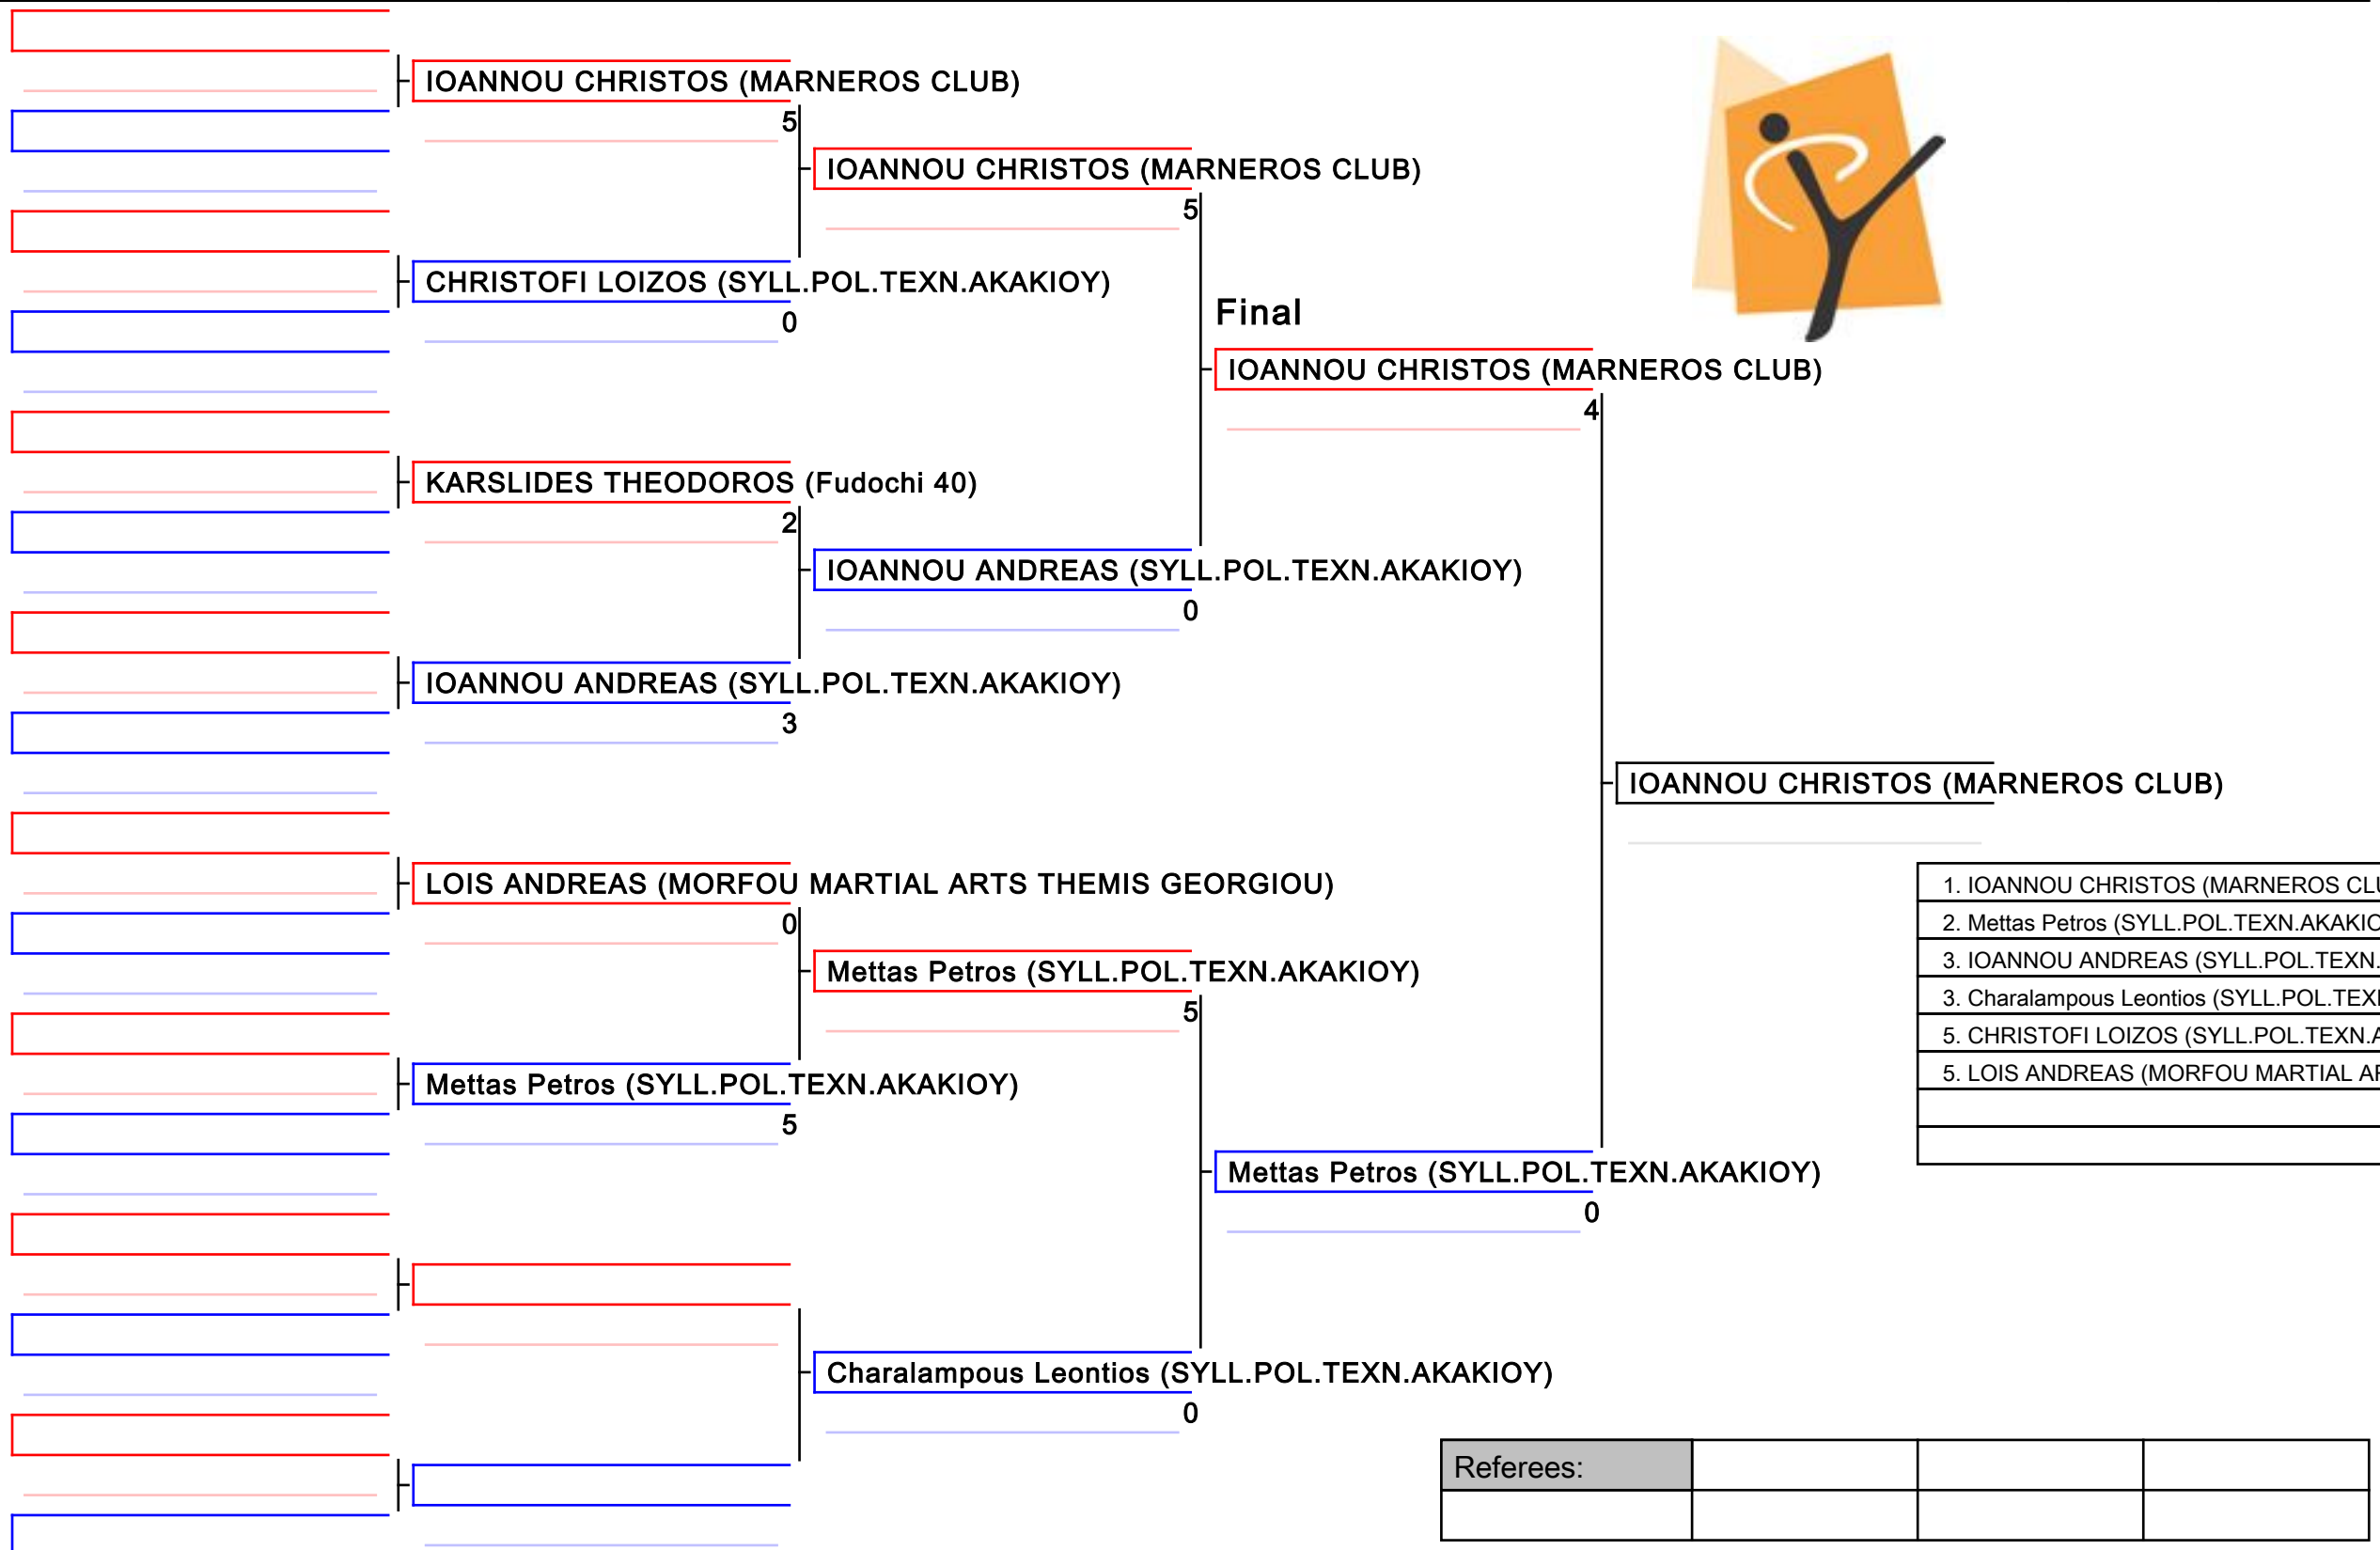 IOANNOU CHRISTOS (MARNEROS CLUB)
5
IOANNOU CHRISTOS (MARNEROS CLUB)
5
CHRISTOFI LOIZOS (SYLL.POL.TEXN.AKAKIOY)
0
Final
IOANNOU CHRISTOS (MARNEROS CLUB)
4
KARSLIDES THEODOROS (Fudochi 40)
2
IOANNOU ANDREAS (SYLL.POL.TEXN.AKAKIOY)
0
IOANNOU ANDREAS (SYLL.POL.TEXN.AKAKIOY)
3
IOANNOU CHRISTOS (MARNEROS CLUB)
LOIS ANDREAS (MORFOU MARTIAL ARTS THEMIS GEORGIOU)
0
Mettas Petros (SYLL.POL.TEXN.AKAKIOY)
5
Mettas Petros (SYLL.POL.TEXN.AKAKIOY)
5
Mettas Petros (SYLL.POL.TEXN.AKAKIOY)
0
Charalampous Leontios (SYLL.POL.TEXN.AKAKIOY)
0
1. IOANNOU CHRISTOS (MARNEROS CLU
2. Mettas Petros (SYLL.POL.TEXN.AKAKIO
3. IOANNOU ANDREAS (SYLL.POL.TEXN.
3. Charalampous Leontios (SYLL.POL.TEX
5. CHRISTOFI LOIZOS (SYLL.POL.TEXN.A
5. LOIS ANDREAS (MORFOU MARTIAL A
Referees: